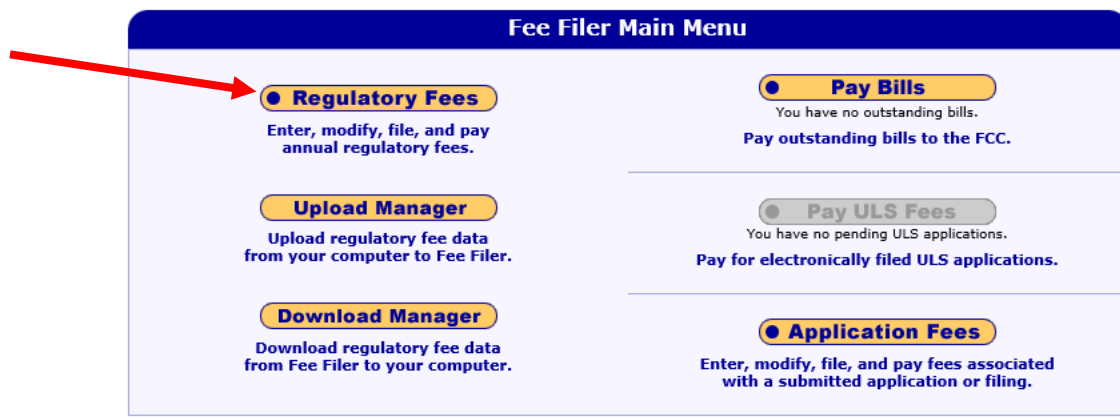 Fee Filer Main Menu
Regulatory Fees
Enter, modify, file, and pay
annual regulatory fees.
Upload Manager
Upload regulatory fee data
from your computer to Fee Filer.
Download Manager
Download regulatory fee data
from Fee Filer to your computer.
Pay Bills
You have no outstanding bills.
Pay outstanding bills to the FCC.
Pay ULS Fees
You have no pending ULS applications.
Pay for electronically filed ULS applications.
Application Fees
Enter, modify, file, and pay fees associated
with a submitted application or filing.